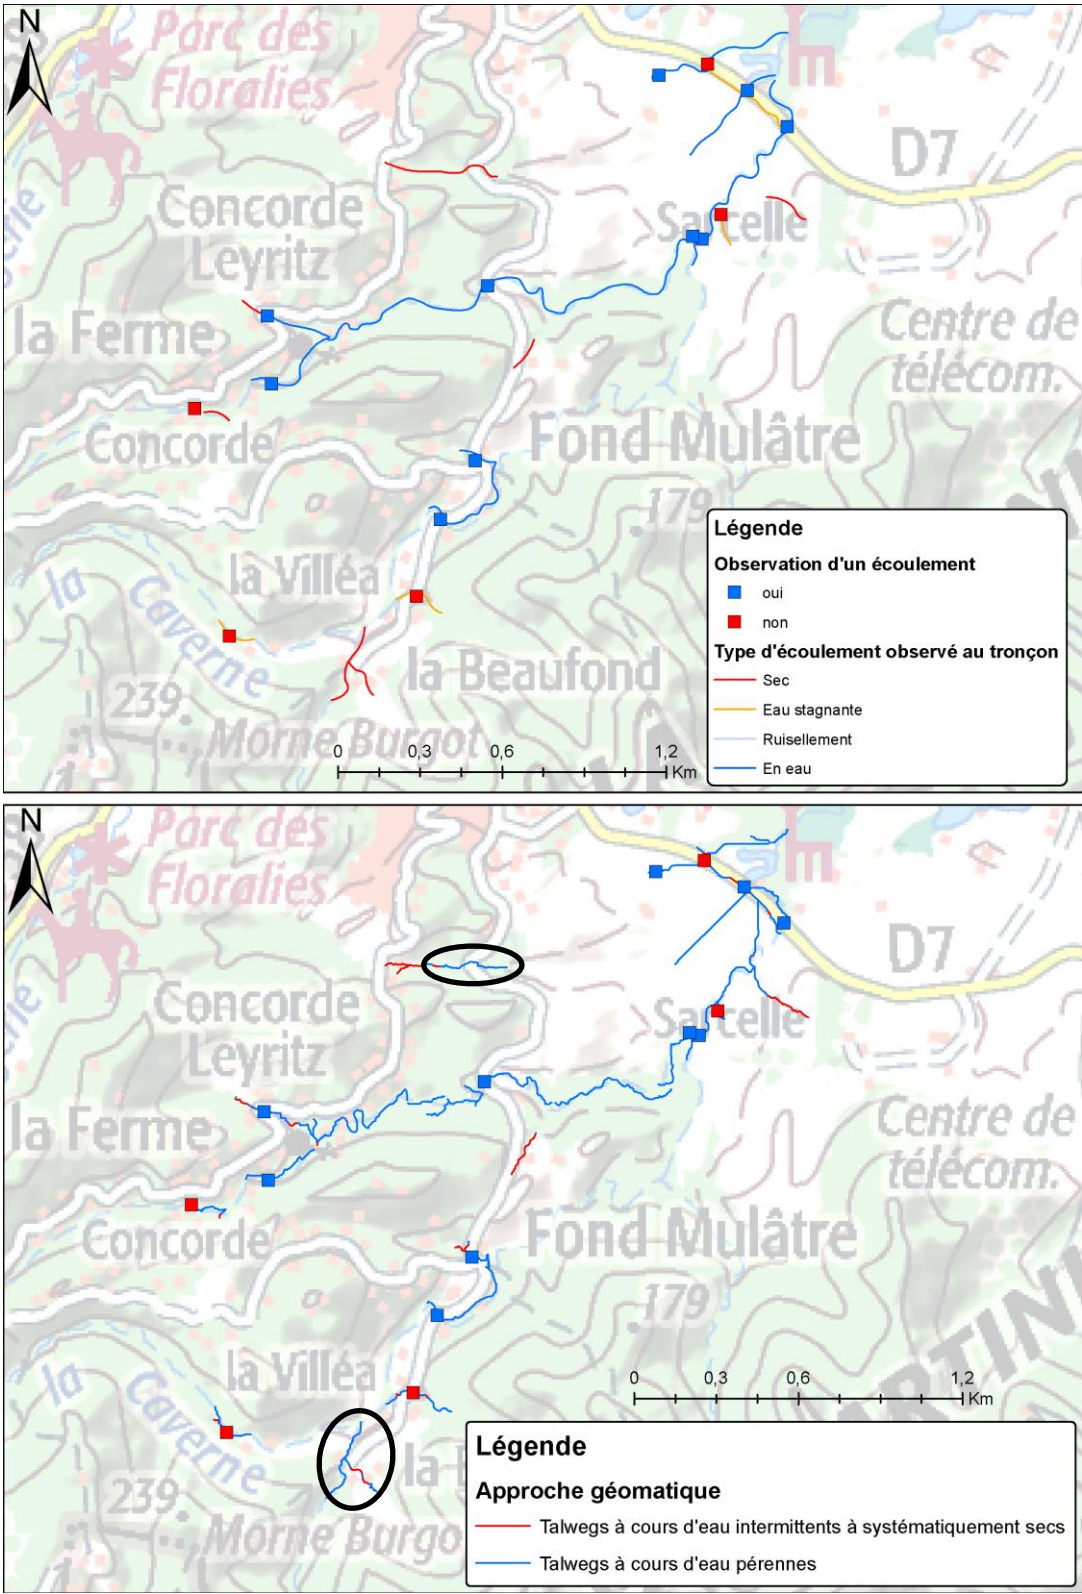 N
Parc des
Floralies
D7
Concorde
Leyritz
Sarcelle
la Ferme
Centre de
télécom.
Concorde
Fond Mulâtre
179
la Villéa
la Caverne
la Beaufond
239
Morne Burgot
0 0,3 0,6 1,2
Km
Légende
Observation d'un écoulement
oui
non
Type d'écoulement observé au tronçon
Sec
Eau stagnante
Ruisellement
En eau
N
Parc des
Floralies
D7
Concorde
Leyritz
Sarcelle
la Ferme
Centre de
télécom.
Concorde
Fond Mulâtre
179
la Villéa
la Caverne
la
239
Morne Burgo
0 0,3 0,6 1,2
Km
Légende
Approche géomatique
Talwegs à cours d'eau intermittents à systématiquement secs
Talwegs à cours d'eau pérennes